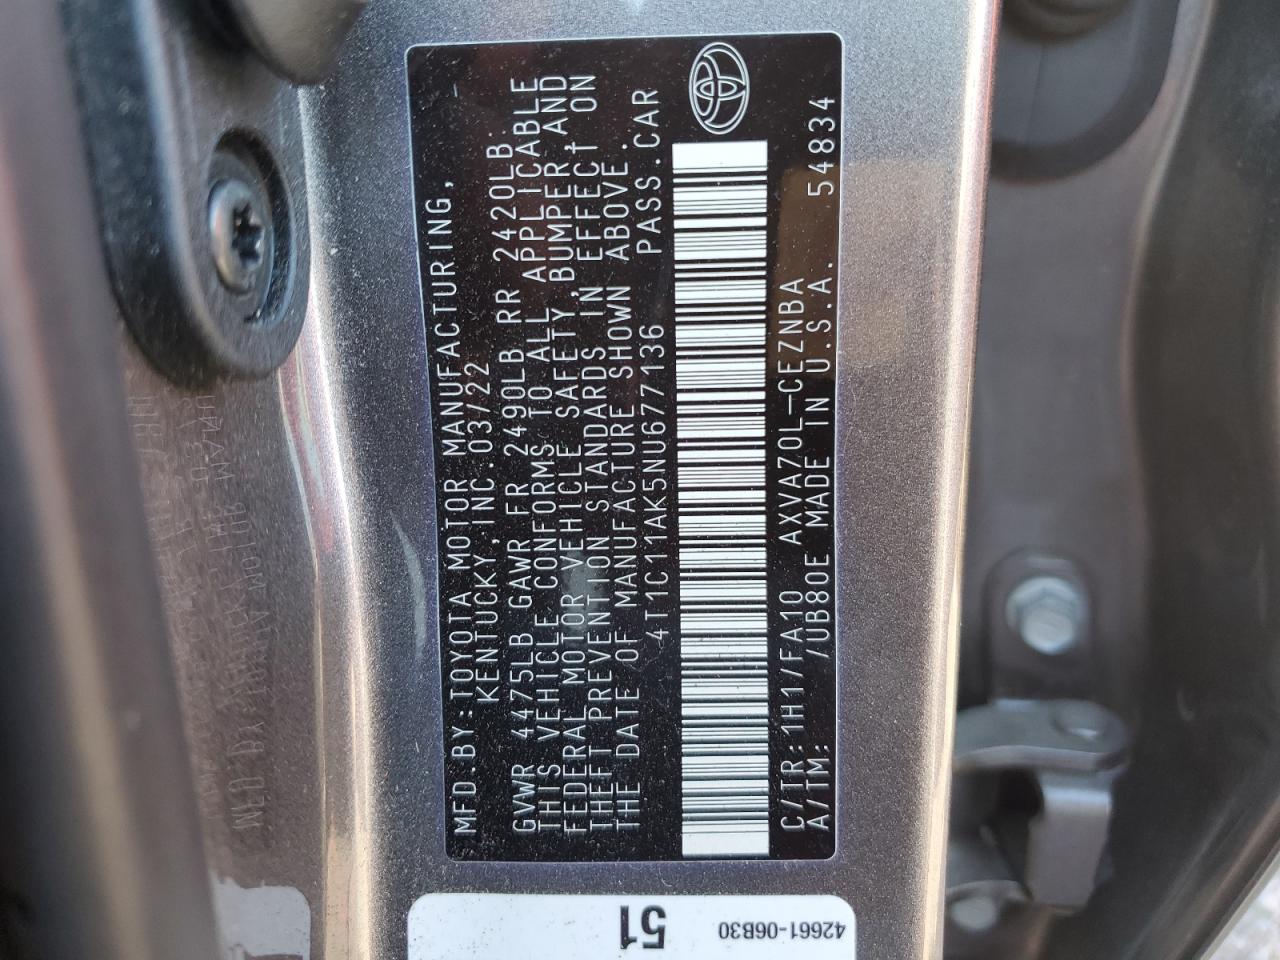 MFD.BY:TOYOTA MOTOR MANUFACTURING,
KENTUCKY,INC.03/22
GVWR 4475LB GAWR FR 2490LB RR 2420LB.
THIS VEHICLE CONFORMS TO ALL APPLICABLE
FEDERAL MOTOR VEHICLE SAFETY,BUMPER,AND
THEFT PREVENTION STANDARDS IN EFFECT ON
THE DATE OF MANUFACTURE SHOWN ABOVE.
4T1C11AK5NU677136 PASS.CAR
C/TR:1H1/FA10 AXVA70L-CEZNBA
A/TM: /UB80E MADE IN U.S.A. 54834
51
42661-06B30